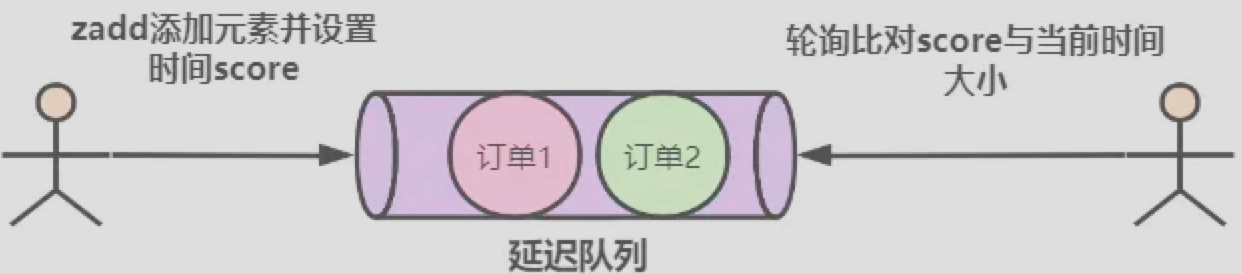 zadd添加元素并设置
时间score
轮询比对score与当前时间
大小
订单1
订单2
延迟队列